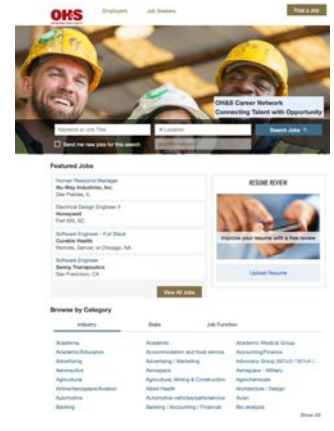 OH&S
Employers
Job Seekers
Post a Job
OH&S Career Network
Connecting Talent with Opportunity
Keyword or Job Title
Location
Search Jobs
Send me new jobs for this search
Featured Jobs
Human Resource Manager
Nu-Way Industries, Inc.
Des Plaines, IL
Electrical Design Engineer II
Honeywell
Fort Mill, SC
Software Engineer - Full Stack
Curable Health
Remote, Denver, or Chicago, NA
Software Engineer
Swing Therapeutics
San Francisco, CA
View All Jobs
RESUME REVIEW
Improve your resume with a free review
Upload Resume
Browse by Category
Industry
State
Job Function
Academia
Academic
Academic Medical Group
Academic/Education
Accommodation and food service
Accounting/Finance
Advertising
Advertising / Marketing
Advocacy Group (501c3 / 501c4)
Aeronautics
Aerospace
Aerospace - Military
Agricultural
Agriculture, Mining & Construction
Agrochemicals
Airline/Aerospace/Aviation
Allied Health
Architecture / Design
Automotive
Automotive-vehicles/parts/service
Avian
Banking
Banking / Accounting / Financial
Bio-analysis
Show All